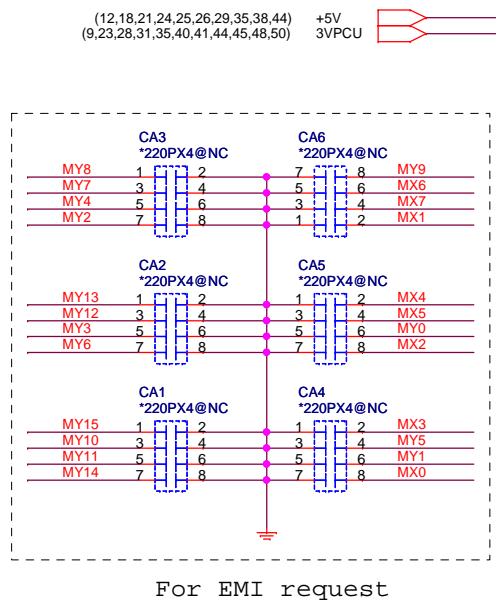 (12,18,21,24,25,26,29,35,38,44) +5V
(9,23,28,31,35,40,41,44,45,48,50) 3VPCU
CA3 CA6
*220PX4@NC *220PX4@NC
MY8 1 2 7 8 MY9
MY7 3 4 5 6 MX6
MY4 5 6 3 4 MX7
MY2 7 8 1 2 MX1
CA2 CA5
*220PX4@NC *220PX4@NC
MY13 1 2 1 2 MX4
MY12 3 4 3 4 MX5
MY3 5 6 5 6 MY0
MY6 7 8 7 8 MX2
CA1 CA4
*220PX4@NC *220PX4@NC
MY15 1 2 1 2 MX3
MY10 3 4 3 4 MY5
MY11 5 6 5 6 MY1
MY14 7 8 7 8 MX0
For EMI request